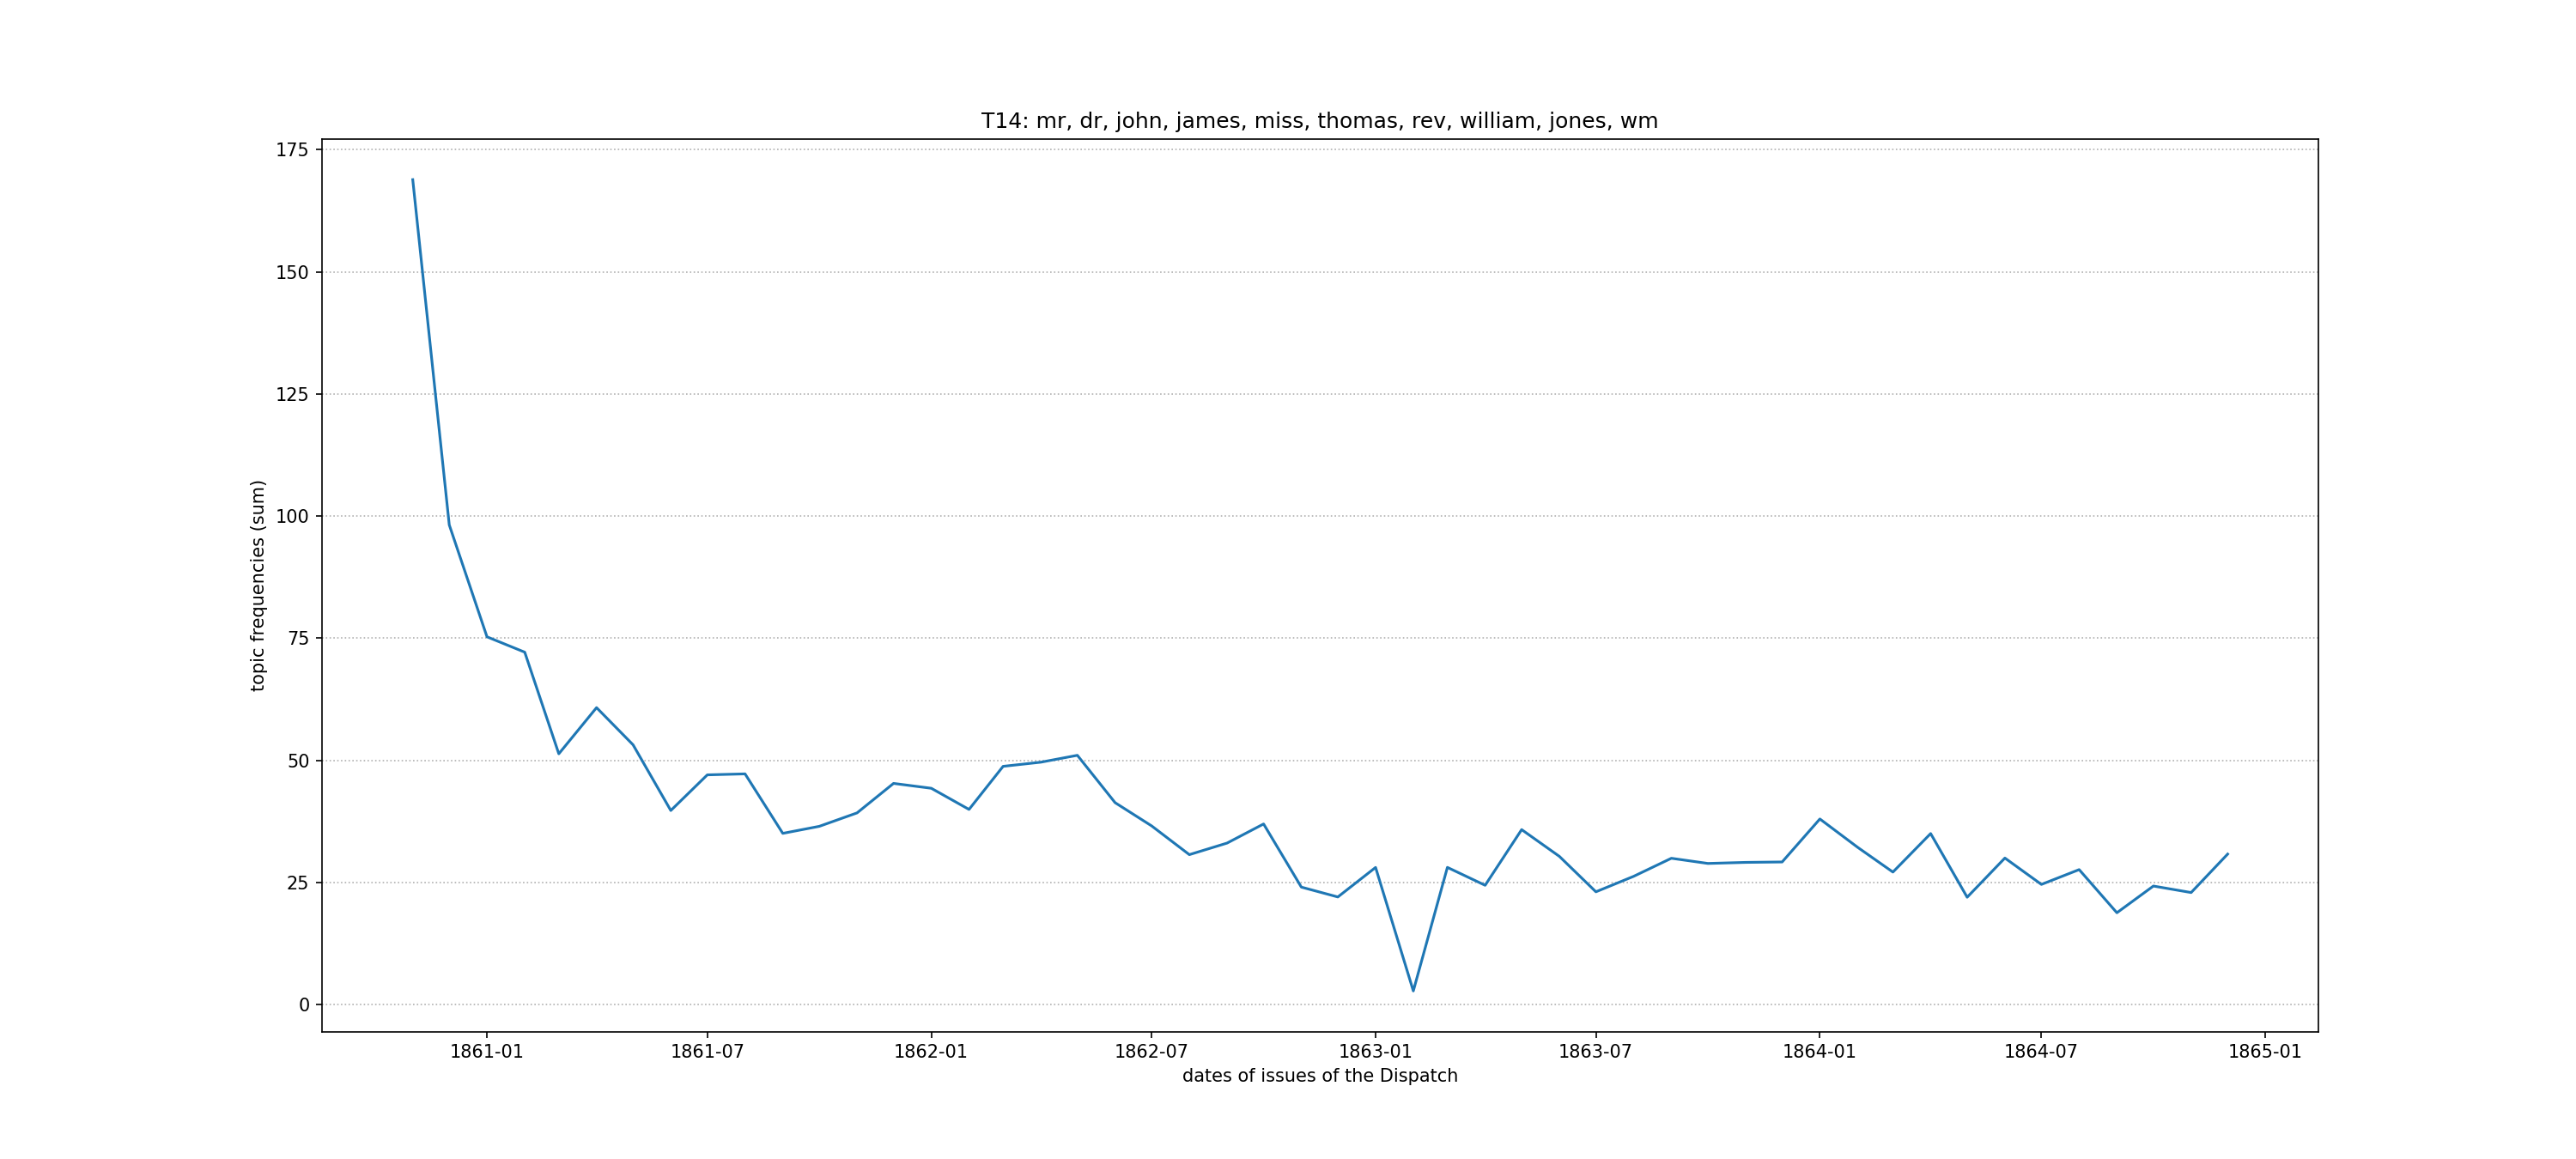 T14: mr, dr, john, james, miss, thomas, rev, william, jones, wm
175
150
125
100
75
50
25
0
topic frequencies (sum)
1861-01 1861-07 1862-01 1862-07 1863-01 1863-07 1864-01 1864-07 1865-01
dates of issues of the Dispatch